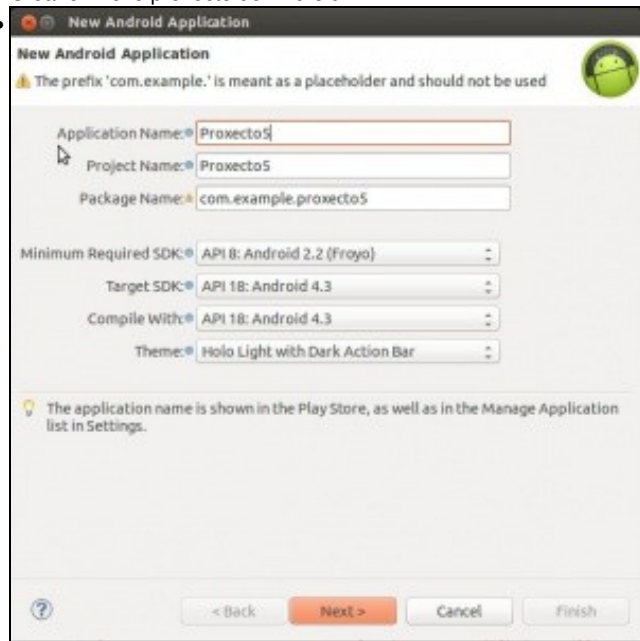 New Android Application
New Android Application
The prefix 'com.example.' is meant as a placeholder and should not be used
Application Name: Proxecto5
Project Name: Proxecto5
Package Name: com.example.proxecto5
Minimum Required SDK: API 8: Android 2.2 (Froyo)
Target SDK: API 18: Android 4.3
Compile With: API 18: Android 4.3
Theme: Holo Light with Dark Action Bar
The application name is shown in the Play Store, as well as in the Manage Application
list in Settings.
< Back Next > Cancel Finish